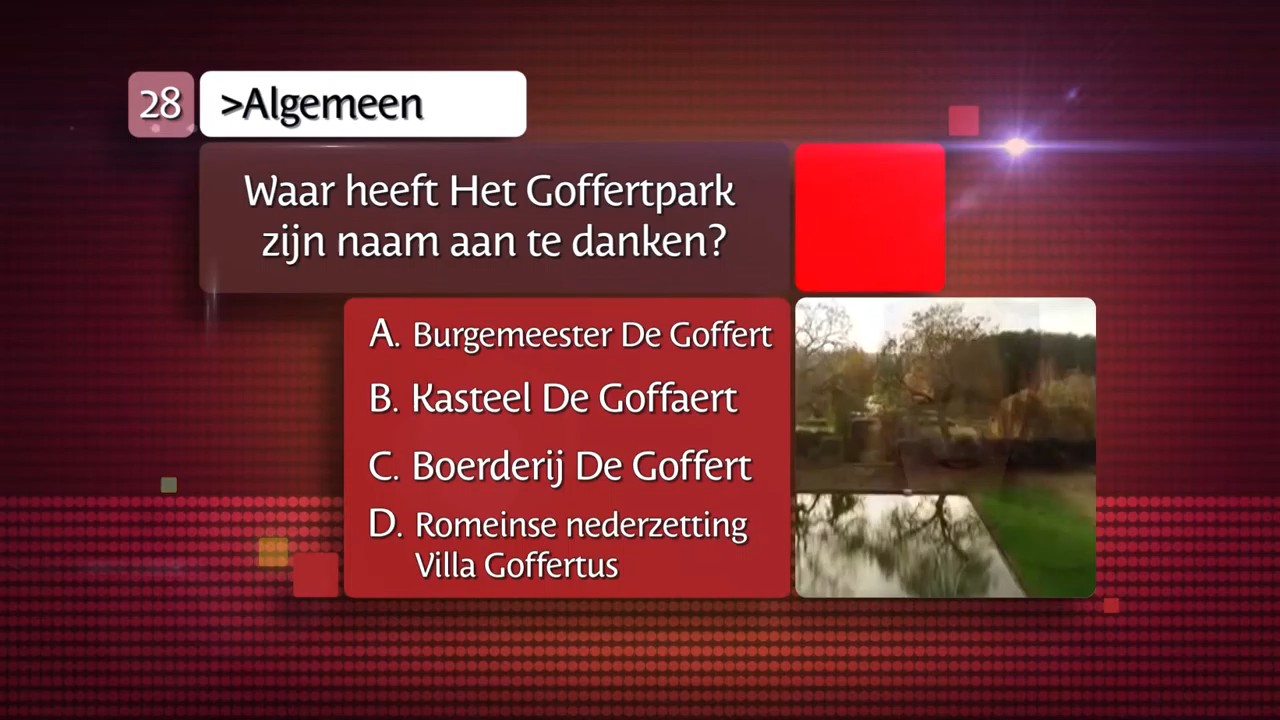 28 >Algemeen
Waar heeft Het Goffertpark
zijn naam aan te danken?
A. Burgemeester De Goffert
B. Kasteel De Goffaert
C. Boerderij De Goffert
D. Romeinse nederzetting
Villa Goffertus